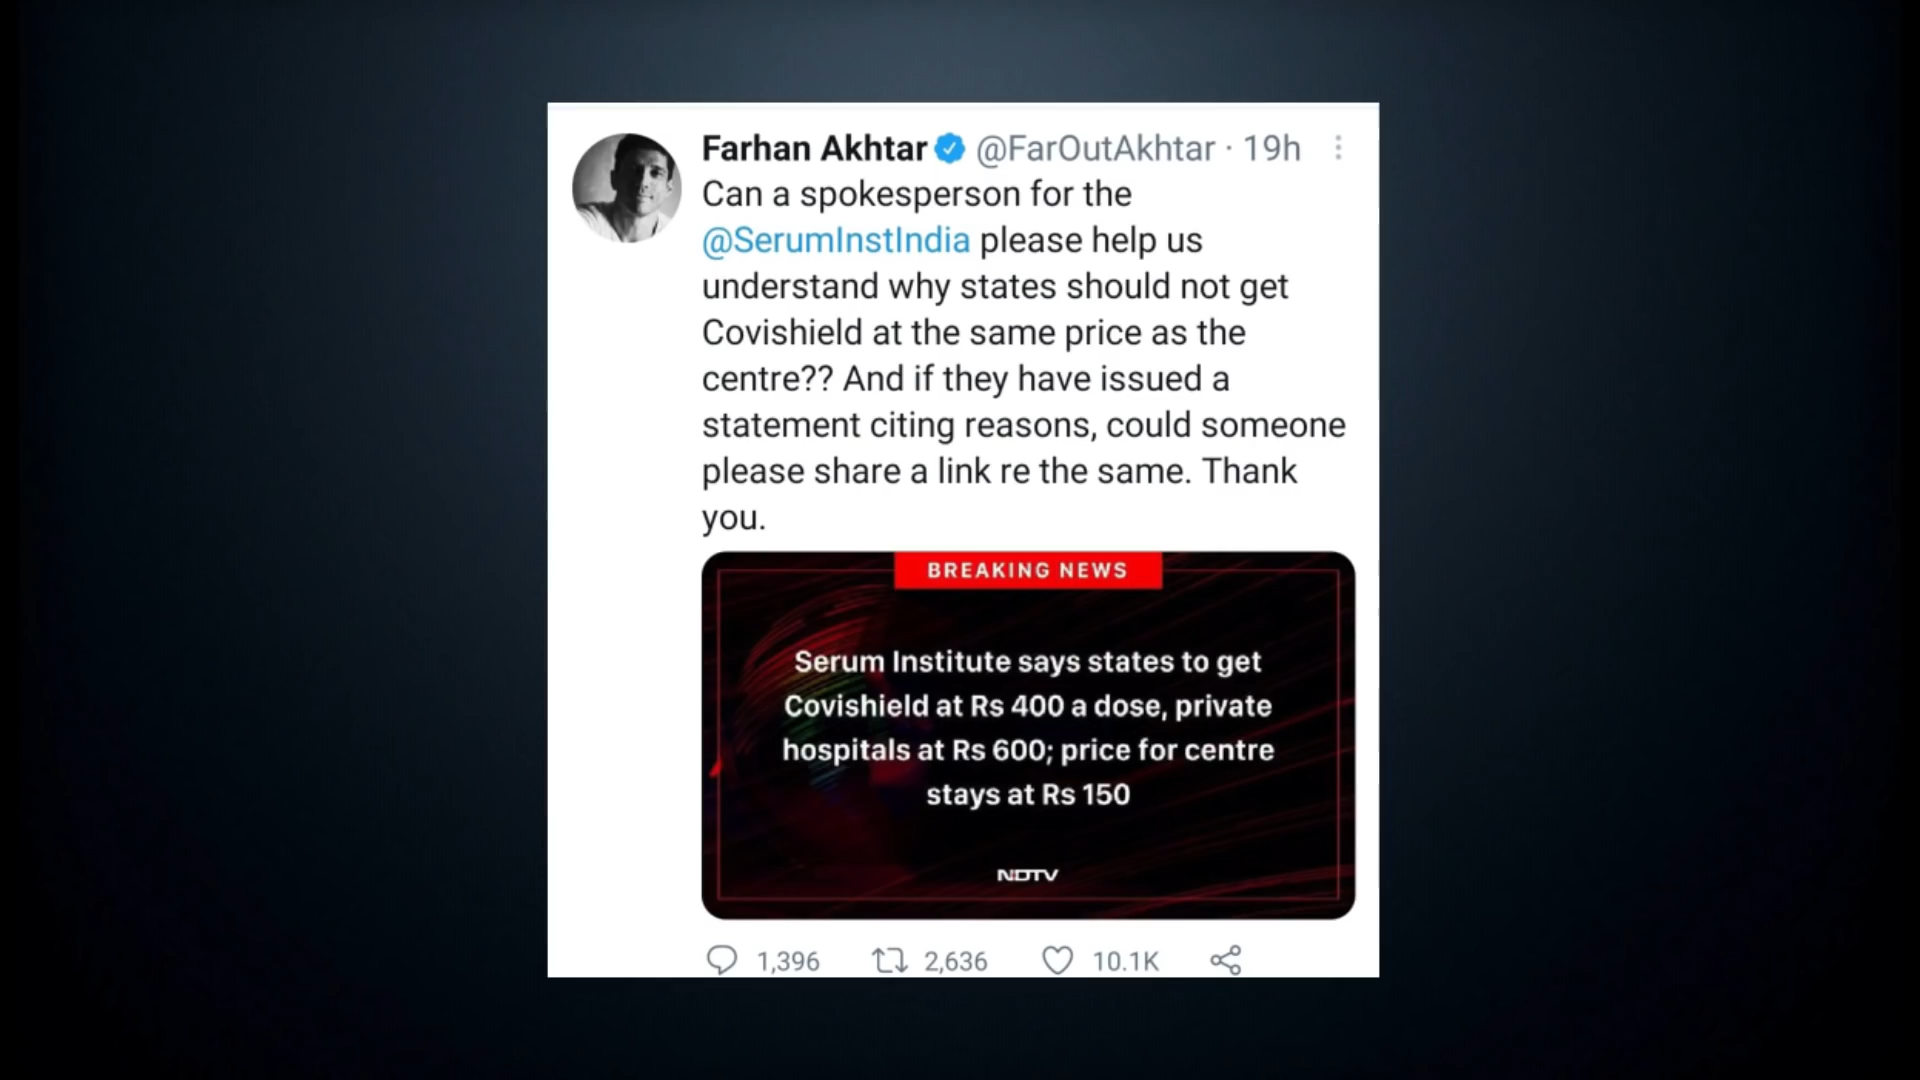 Farhan Akhtar @FarOutAkhtar · 19h
Can a spokesperson for the
@SerumInstIndia please help us
understand why states should not get
Covishield at the same price as the
centre?? And if they have issued a
statement citing reasons, could someone
please share a link re the same. Thank
you.
BREAKING NEWS
Serum Institute says states to get
Covishield at Rs 400 a dose, private
hospitals at Rs 600; price for centre
stays at Rs 150
NDTV
1,396 2,636 10.1K